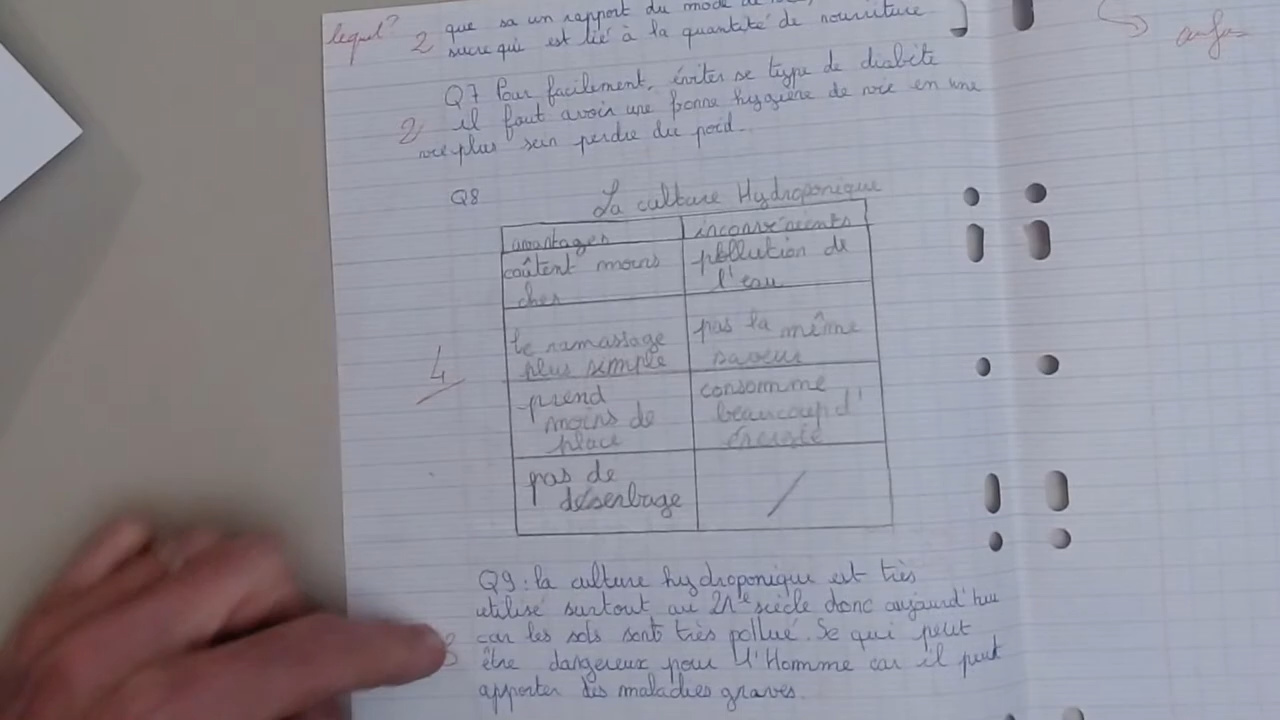 lequel?
que sa un rapport du mode de
2 sucre qui est lié à la quantité de nourriture
Q7 Pour facilement, éviter se type de diabète
2 il faut avoir une bonne hygiène de vie en une
plus sein perdre du poid.
Q8 La culture Hydroponique
avantages inconvénients
coûtent moins cher
pollution de l'eau
le ramassage plus simple
pas la même saveur
4
prend moins de place
consomme beaucoup d'énergie
pas de déserbage
/
Q9: la culture hydroponique est très
utilisé surtout au 21e siècle donc aujourd'hui
car les sols sont très pollué. Se qui peut
être dangereux pour l'Homme car il peut
apporter des maladies graves.